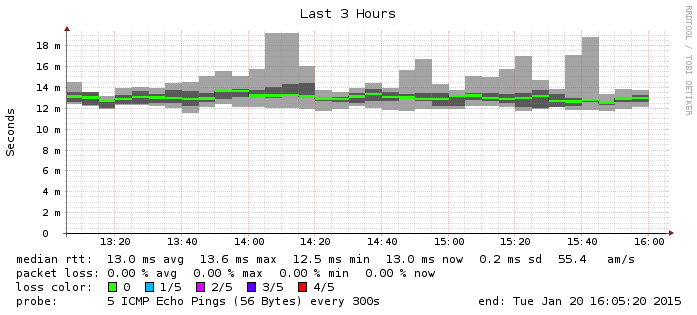 Last 3 Hours
RRDTOOL / TOBI OETIKER
Seconds
18 m
16 m
14 m
12 m
10 m
8 m
6 m
4 m
2 m
0
13:20 13:40 14:00 14:20 14:40 15:00 15:20 15:40 16:00
median rtt: 13.0 ms avg 13.6 ms max 12.5 ms min 13.0 ms now 0.2 ms sd 55.4 am/s
packet loss: 0.00 % avg 0.00 % max 0.00 % min 0.00 % now
loss color: 0 1/5 2/5 3/5 4/5
probe: 5 ICMP Echo Pings (56 Bytes) every 300s end: Tue Jan 20 16:05:20 2015